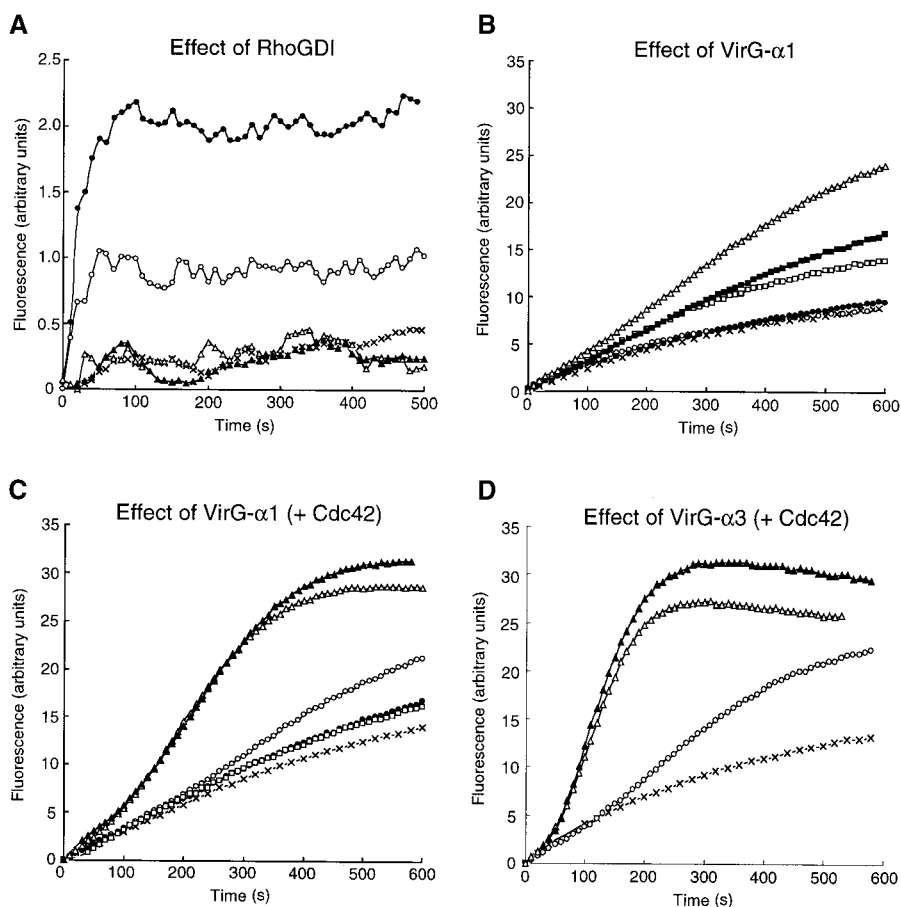 A
Effect of RhoGDI
Fluorescence (arbitrary units)
2.5
2.0
1.5
1.0
0.5
0
0 100 200 300 400 500
Time (s)
B
Effect of VirG-α1
Fluorescence (arbitrary units)
35
30
25
20
15
10
5
0
0 100 200 300 400 500 600
Time (s)
C
Effect of VirG-α1 (+ Cdc42)
Fluorescence (arbitrary units)
35
30
25
20
15
10
5
0
0 100 200 300 400 500 600
Time (s)
D
Effect of VirG-α3 (+ Cdc42)
Fluorescence (arbitrary units)
35
30
25
20
15
10
5
0
0 100 200 300 400 500 600
Time (s)